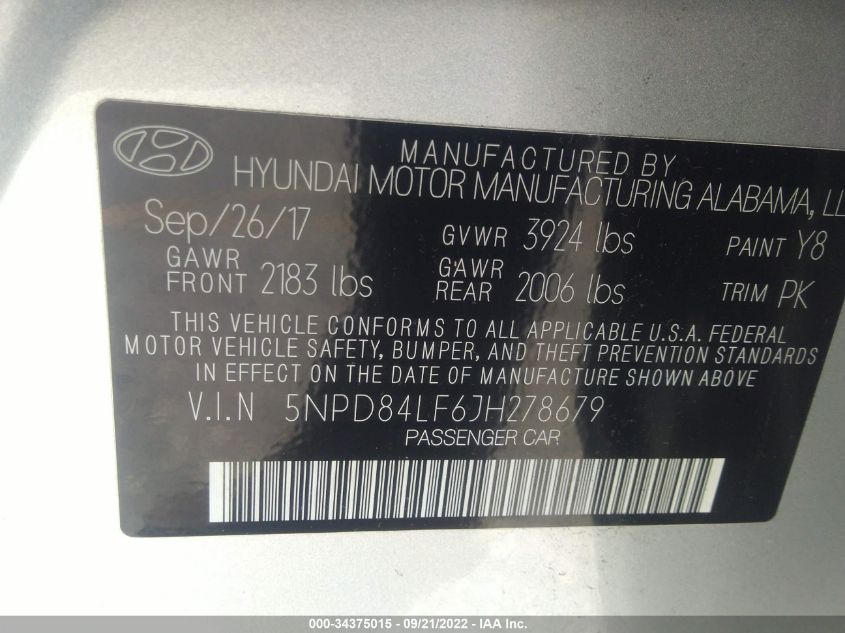 MANUFACTURED BY
HYUNDAI MOTOR MANUFACTURING ALABAMA, LL
Sep/26/17 GVWR 3924 lbs PAINT Y8
GAWR FRONT 2183 lbs GAWR REAR 2006 lbs TRIM PK
THIS VEHICLE CONFORMS TO ALL APPLICABLE U.S.A. FEDERAL
MOTOR VEHICLE SAFETY, BUMPER, AND THEFT PREVENTION STANDARDS
IN EFFECT ON THE DATE OF MANUFACTURE SHOWN ABOVE
V.I.N 5NPD84LF6JH278679
PASSENGER CAR
000-34375015 - 09/21/2022 - IAA Inc.